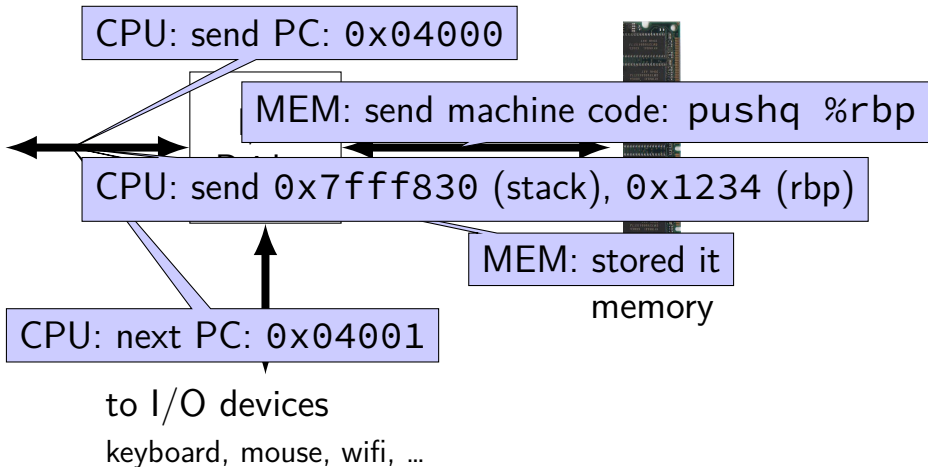 CPU: send PC: 0x04000
MEM: send machine code: pushq %rbp
CPU: send 0x7fff830 (stack), 0x1234 (rbp)
MEM: stored it
memory
CPU: next PC: 0x04001
to I/O devices
keyboard, mouse, wifi, …